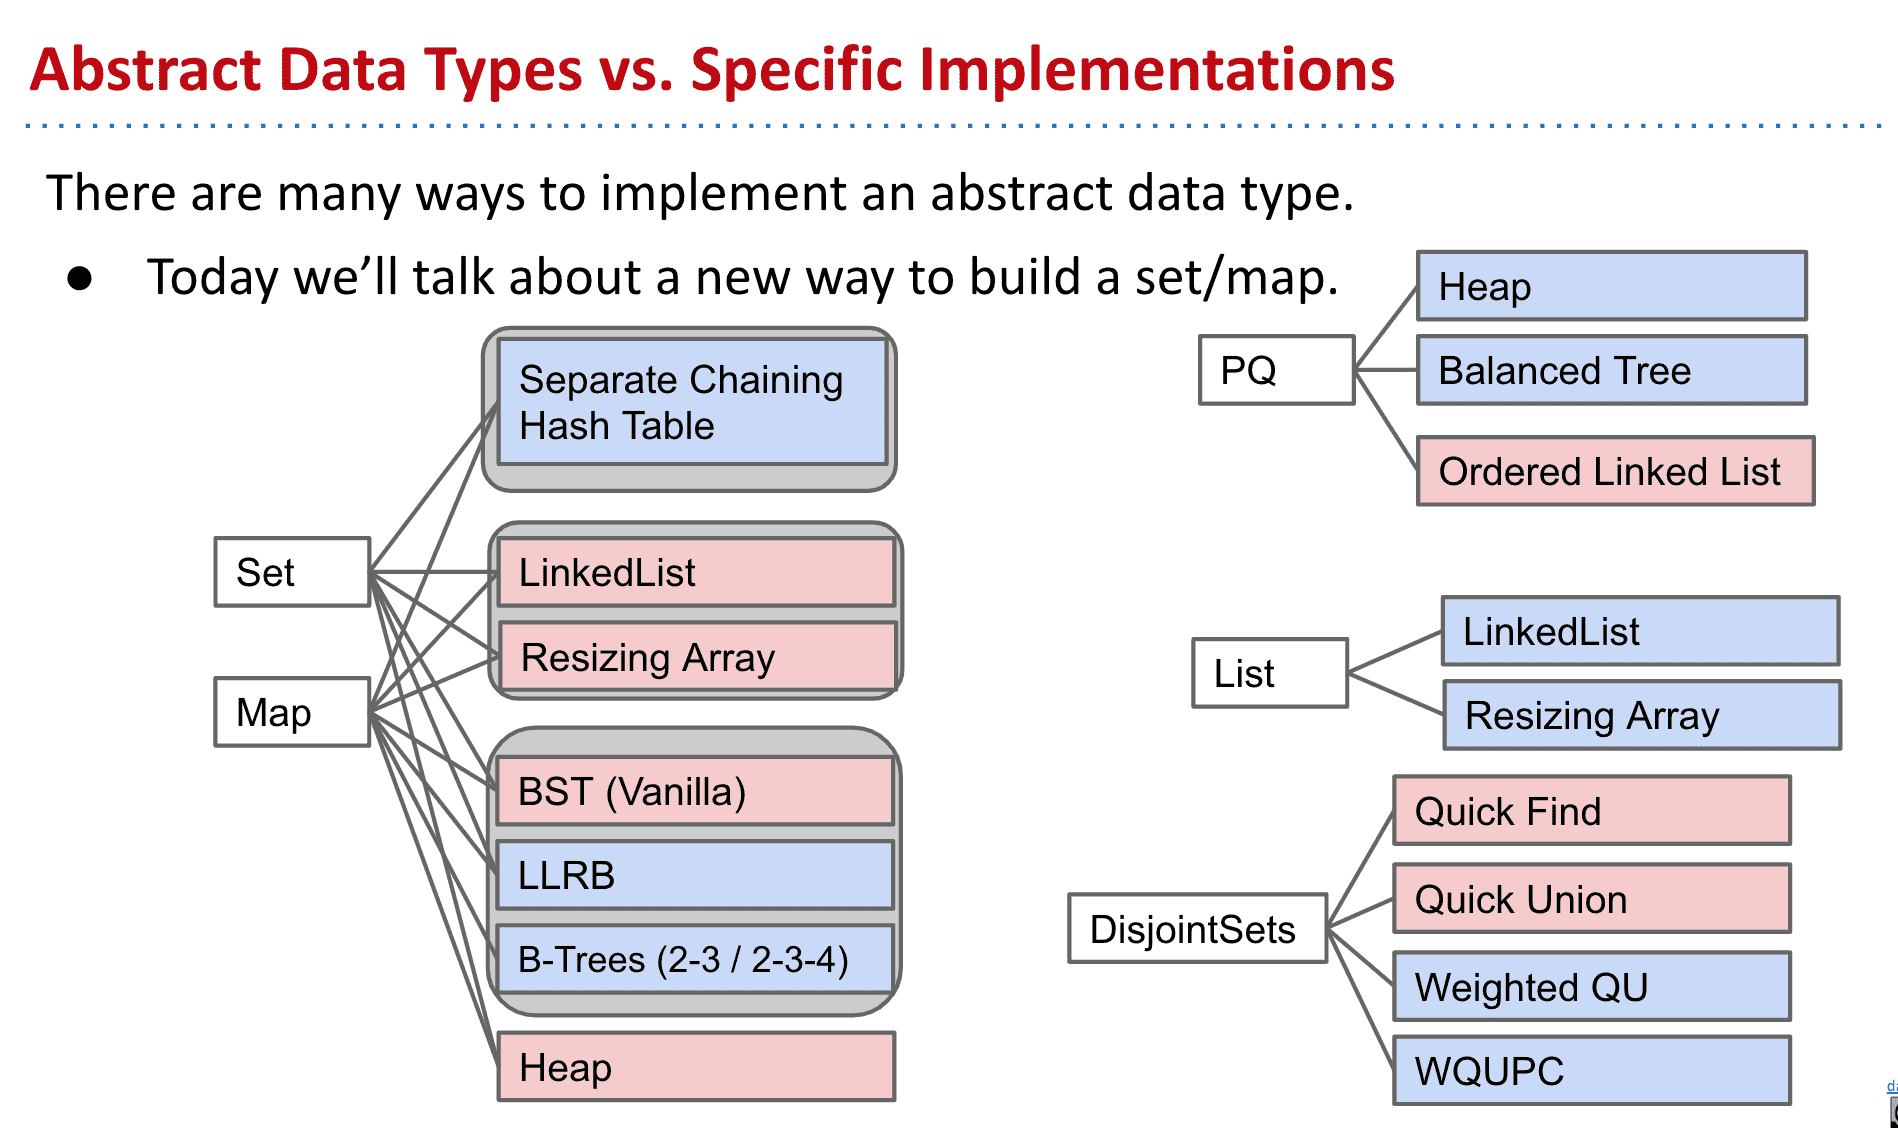 Abstract Data Types vs. Specific Implementations
There are many ways to implement an abstract data type.
● Today we’ll talk about a new way to build a set/map.
Separate Chaining
Hash Table
Set
Map
LinkedList
Resizing Array
BST (Vanilla)
LLRB
B-Trees (2-3 / 2-3-4)
Heap
PQ
Heap
Balanced Tree
Ordered Linked List
List
LinkedList
Resizing Array
DisjointSets
Quick Find
Quick Union
Weighted QU
WQUPC